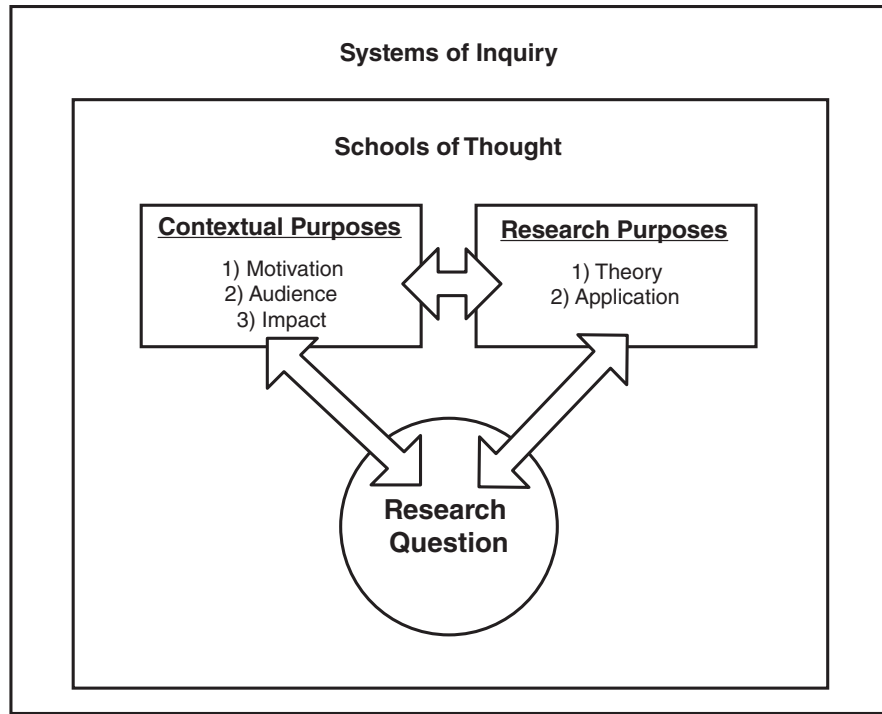 Systems of Inquiry
Schools of Thought
Contextual Purposes
1) Motivation
2) Audience
3) Impact
Research Purposes
1) Theory
2) Application
Research
Question